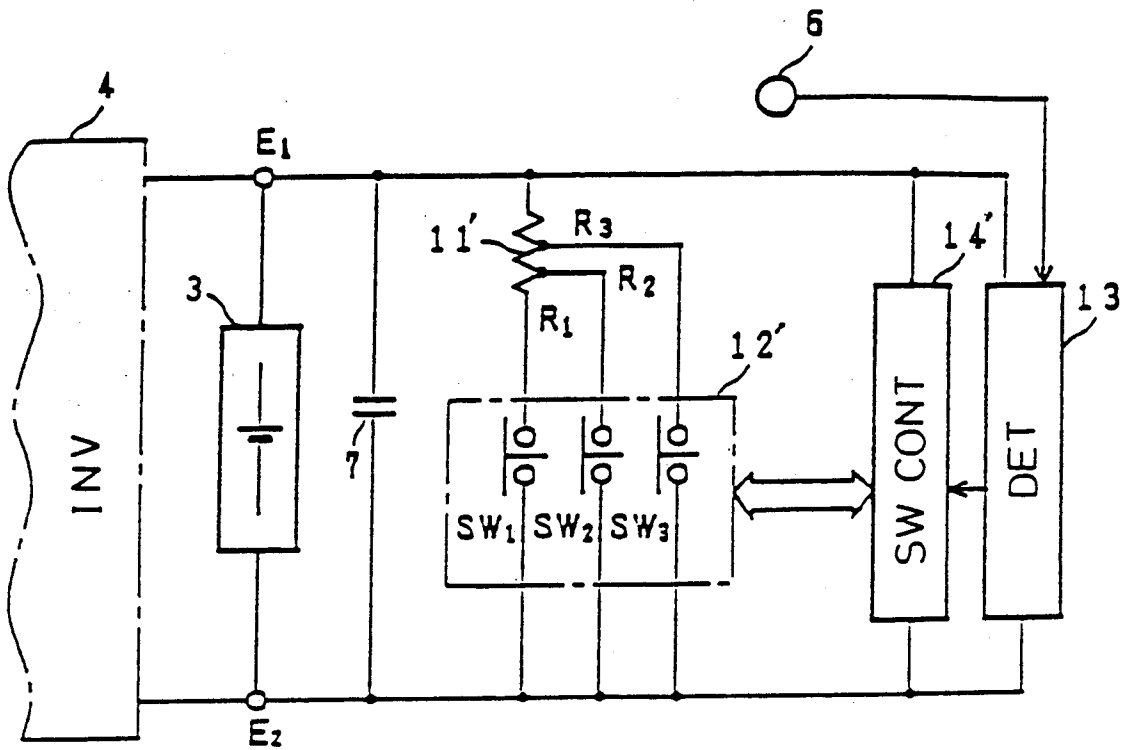 6
4
E₁
R₃
11'
14'
R₂
3
13
R₁
12'
INV
7
SW CONT
DET
SW₁ SW₂ SW₃
E₂